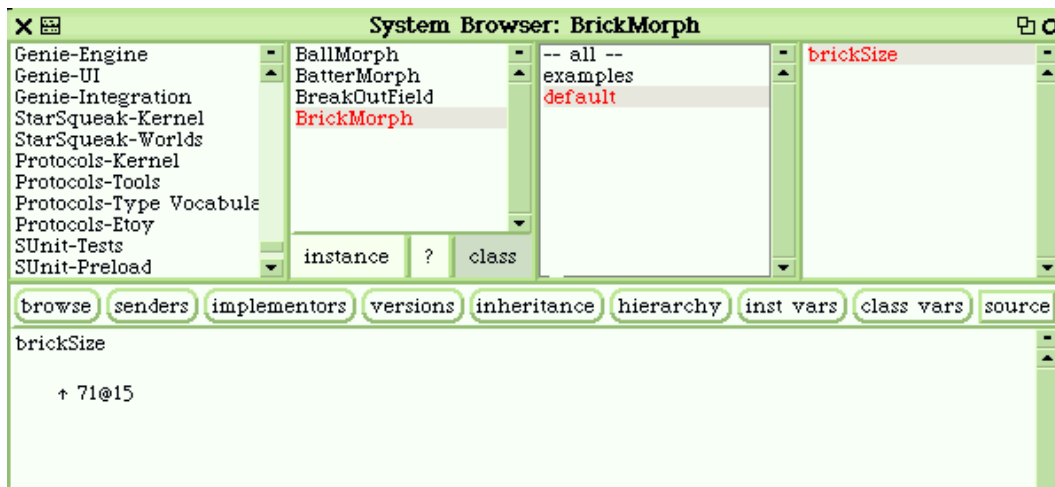 System Browser: BrickMorph
Genie-Engine
Genie-UI
Genie-Integration
StarSqueak-Kernel
StarSqueak-Worlds
Protocols-Kernel
Protocols-Tools
Protocols-Type Vocabula
Protocols-Etoy
SUnit-Tests
SUnit-Preload
BallMorph
BatterMorph
BreakOutField
BrickMorph
instance ? class
-- all --
examples
default
brickSize
browse senders implementors versions inheritance hierarchy inst vars class vars source
brickSize
↑ 71@15